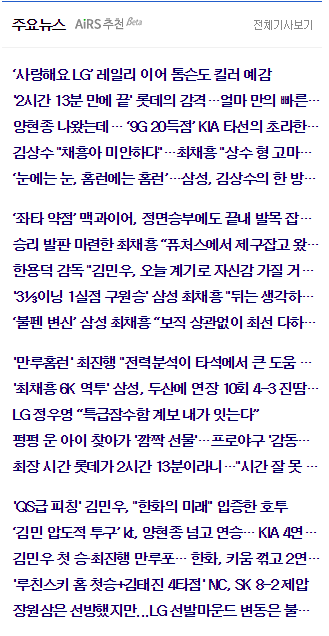 주요뉴스 AiRS 추천 Beta 전체기사보기
‘사랑해요 LG’ 레일리 이어 톰슨도 킬러 예감
'2시간 13분 만에 끝' 롯데의 감격…얼마 만의 빠른…
양현종 나왔는데… ‘9G 20득점’ KIA 타선의 초라한…
김상수 "채흥아 미안하다"…최채흥 "상수 형 고마…
‘눈에는 눈, 홈런에는 홈런’…삼성, 김상수의 한 방…
‘좌타 약점’ 맥과이어, 정면승부에도 끝내 발목 잡…
승리 발판 마련한 최채흥 “퓨처스에서 제구잡고 왔…
한용덕 감독 "김민우, 오늘 계기로 자신감 가질 거…
'3⅓이닝 1실점 구원승' 삼성 최채흥 "뒤는 생각하…
‘불펜 변신’ 삼성 최채흥 “보직 상관없이 최선 다하…
'만루홈런' 최진행 "전력분석이 타석에서 큰 도움 …
'최채흥 6K 역투' 삼성, 두산에 연장 10회 4-3 진땀…
LG 정우영 “특급잠수함 계보 내가 잇는다”
펑펑 운 아이 찾아가 '깜짝 선물'…프로야구 '감동…
최장 시간 롯데가 2시간 13분이라니…"시간 잘 못 …
'QS급 피칭' 김민우, "한화의 미래" 입증한 호투
‘김민 압도적 투구’ kt, 양현종 넘고 연승… KIA 4연…
김민우 첫 승·최진행 만루포… 한화, 키움 꺾고 2연…
'루친스키 홈 첫승+김태진 4타점' NC, SK 8-2 제압
장원삼은 선방했지만...LG 선발마운드 변동은 불…